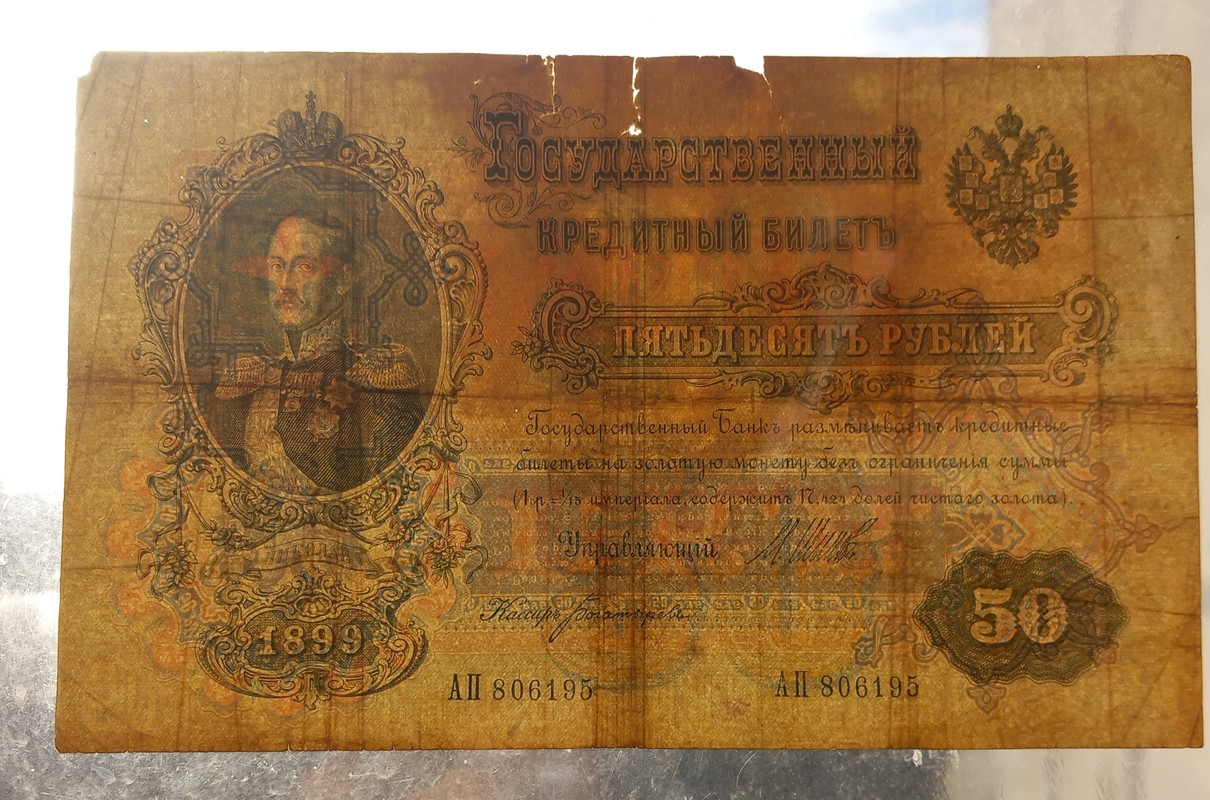 Государственный
кредитный билетъ
пятьдесятъ рублей
Государственный Банкъ размѣниваетъ кредитные
билеты на золотую монету безъ ограниченія суммы
(1 р. = 1/15 имперіала, содержитъ 17,424 долей чистаго золота).
Управляющій
Кассиръ
1899
50
АП 806195
АП 806195